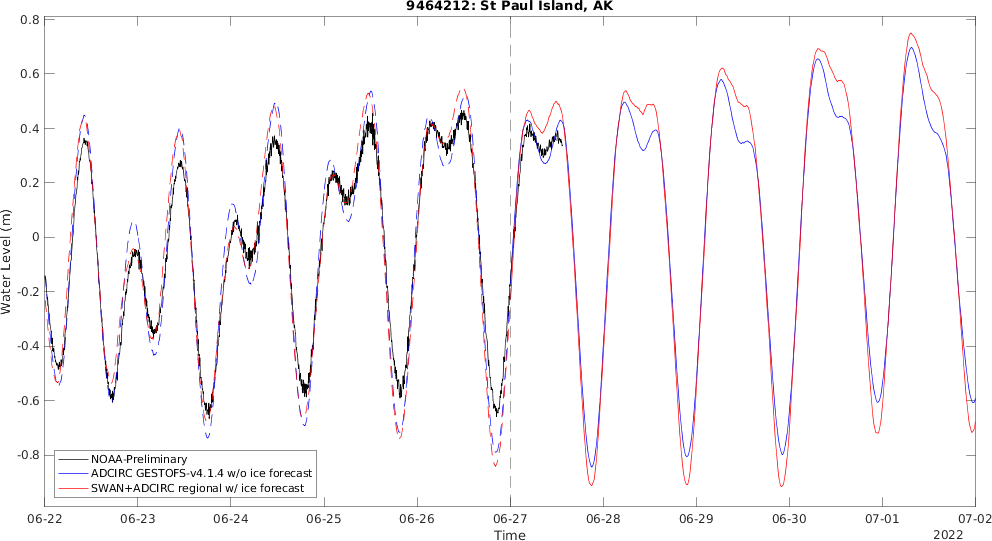 9464212: St Paul Island, AK
0.8
0.6
0.4
0.2
0
-0.2
-0.4
-0.6
-0.8
Water Level (m)
NOAA-Preliminary
ADCIRC GESTOFS-v4.1.4 w/o ice forecast
SWAN+ADCIRC regional w/ ice forecast
06-22 06-23 06-24 06-25 06-26 06-27 06-28 06-29 06-30 07-01 07-02
Time
2022